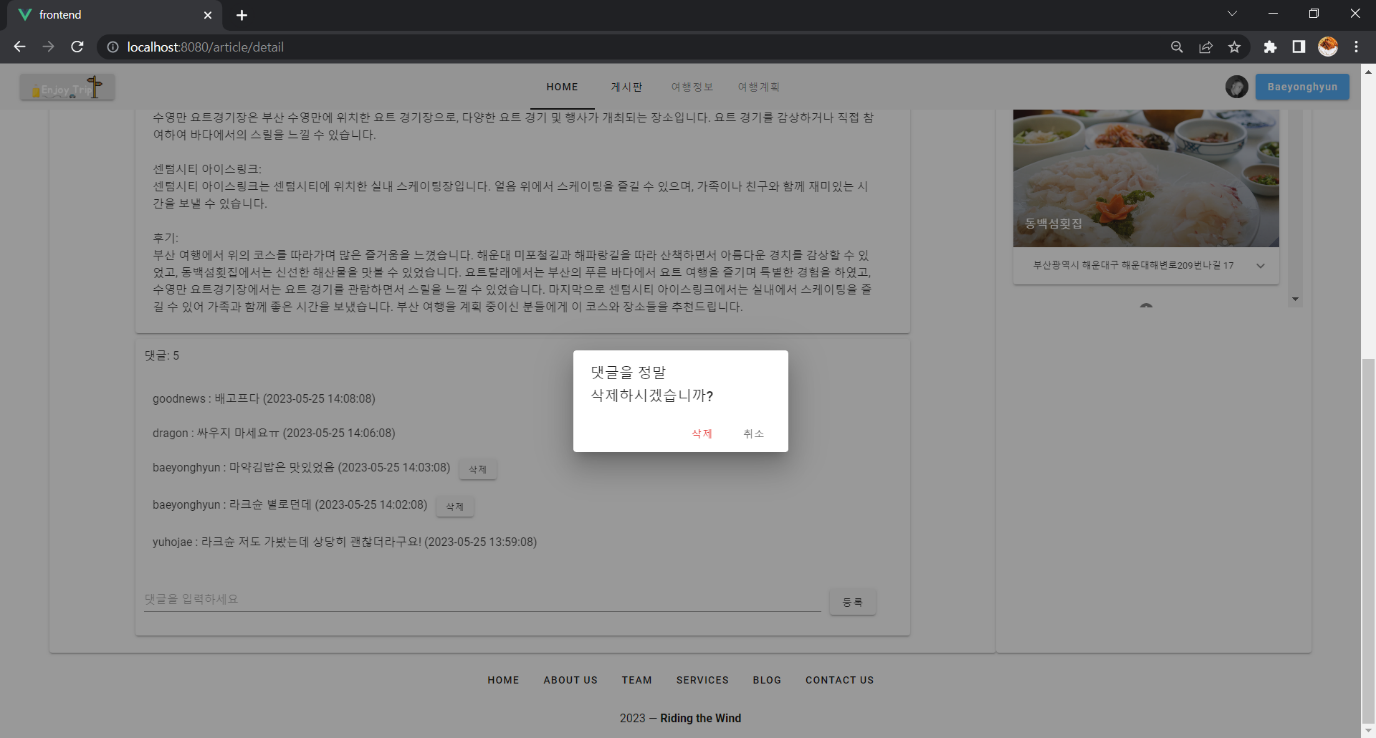 frontend
localhost:8080/article/detail
Enjoy Trip
HOME
게시판
여행정보
여행계획
Baeyonghyun
수영만 요트경기장은 부산 수영만에 위치한 요트 경기장으로, 다양한 요트 경기 및 행사가 개최되는 장소입니다. 요트 경기를 감상하거나 직접 참
여하여 바다에서의 스릴을 느낄 수 있습니다.
센텀시티 아이스링크:
센텀시티 아이스링크는 센텀시티에 위치한 실내 스케이팅장입니다. 얼음 위에서 스케이팅을 즐길 수 있으며, 가족이나 친구와 함께 재미있는 시
간을 보낼 수 있습니다.
후기:
부산 여행에서 위의 코스를 따라가며 많은 즐거움을 느꼈습니다. 해운대 미포철길과 해파랑길을 따라 산책하면서 아름다운 경치를 감상할 수 있
었고, 동백섬횟집에서는 신선한 해산물을 맛볼 수 있었습니다. 요트탈래에서는 부산의 푸른 바다에서 요트 여행을 즐기며 특별한 경험을 하였고,
수영만 요트경기장에서는 요트 경기를 관람하면서 스릴을 느낄 수 있었습니다. 마지막으로 센텀시티 아이스링크에서는 실내에서 스케이팅을 즐
길 수 있어 가족과 함께 좋은 시간을 보냈습니다. 부산 여행을 계획 중이신 분들에게 이 코스와 장소들을 추천드립니다.
동백섬횟집
부산광역시 해운대구 해운대해변로209번나길 17
댓글: 5
goodnews : 배고프다 (2023-05-25 14:08:08)
dragon : 싸우지 마세요ㅠ (2023-05-25 14:06:08)
baeyonghyun : 마약김밥은 맛있었음 (2023-05-25 14:03:08) 삭제
baeyonghyun : 라크슌 별로던데 (2023-05-25 14:02:08) 삭제
yuhojae : 라크슌 저도 가봤는데 상당히 괜찮더라구요! (2023-05-25 13:59:08)
댓글을 입력하세요
등록
댓글을 정말
삭제하시겠습니까?
삭제
취소
HOME
ABOUT US
TEAM
SERVICES
BLOG
CONTACT US
2023 — Riding the Wind